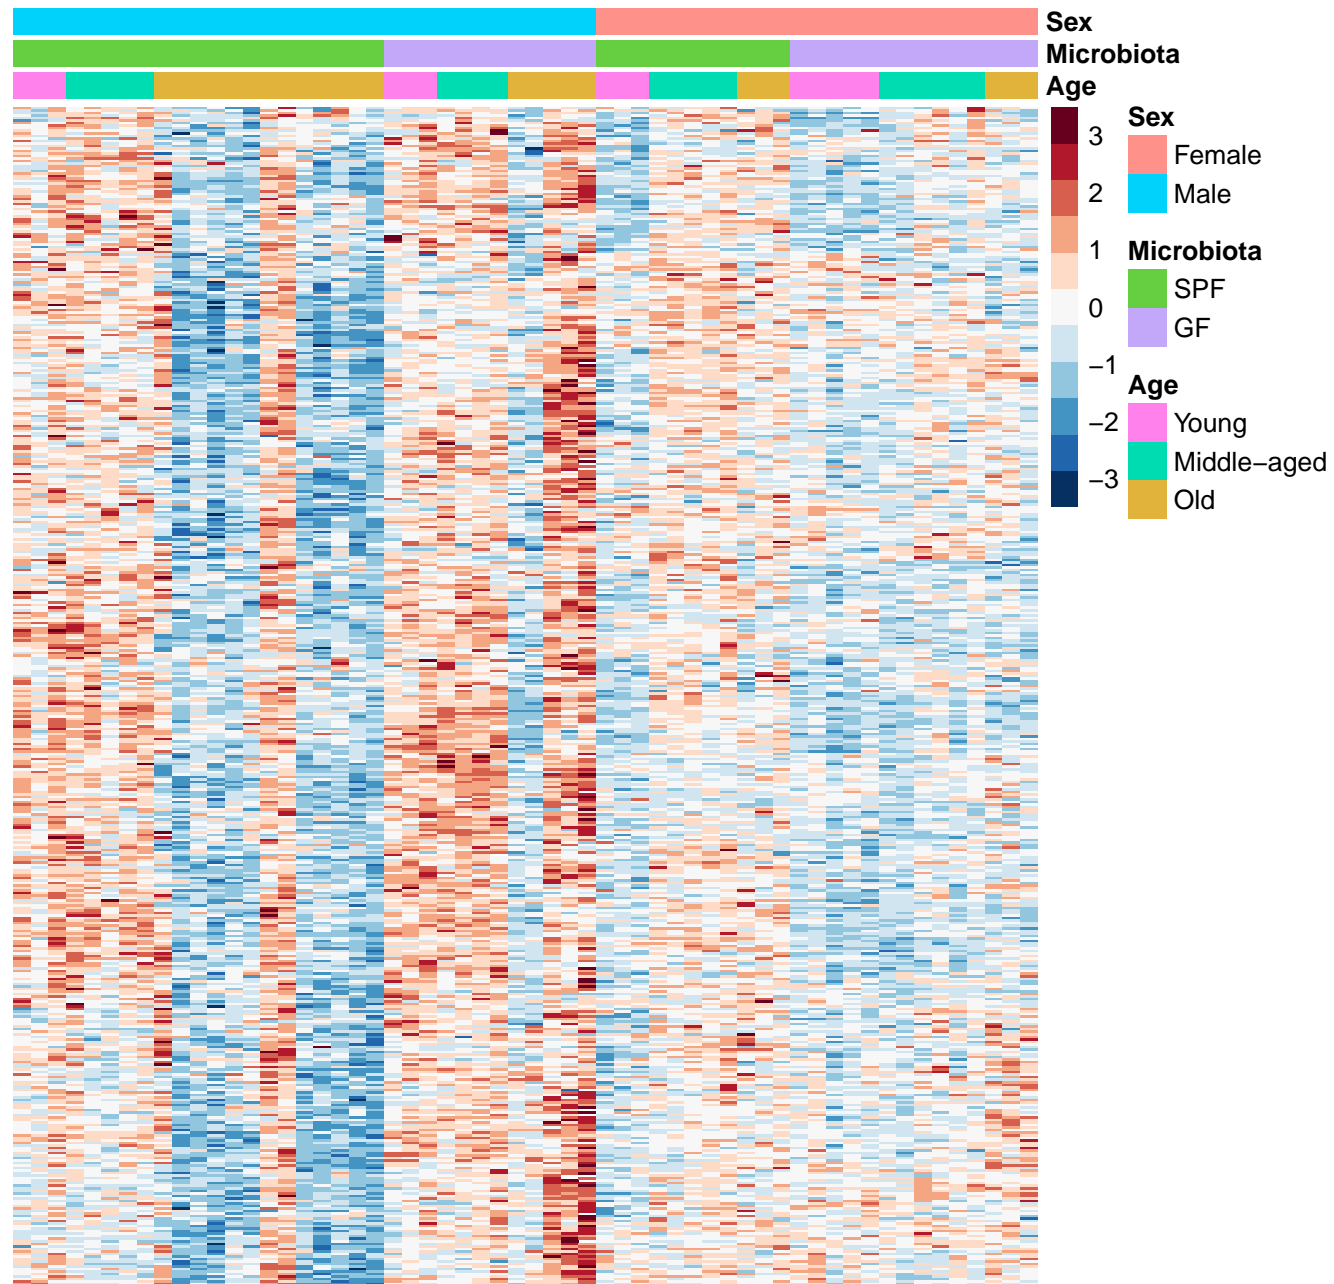 Sex
Microbiota
Age
3
2
1
0
−1
−2
−3
Sex
Female
Male
Microbiota
SPF
GF
Age
Young
Middle−aged
Old